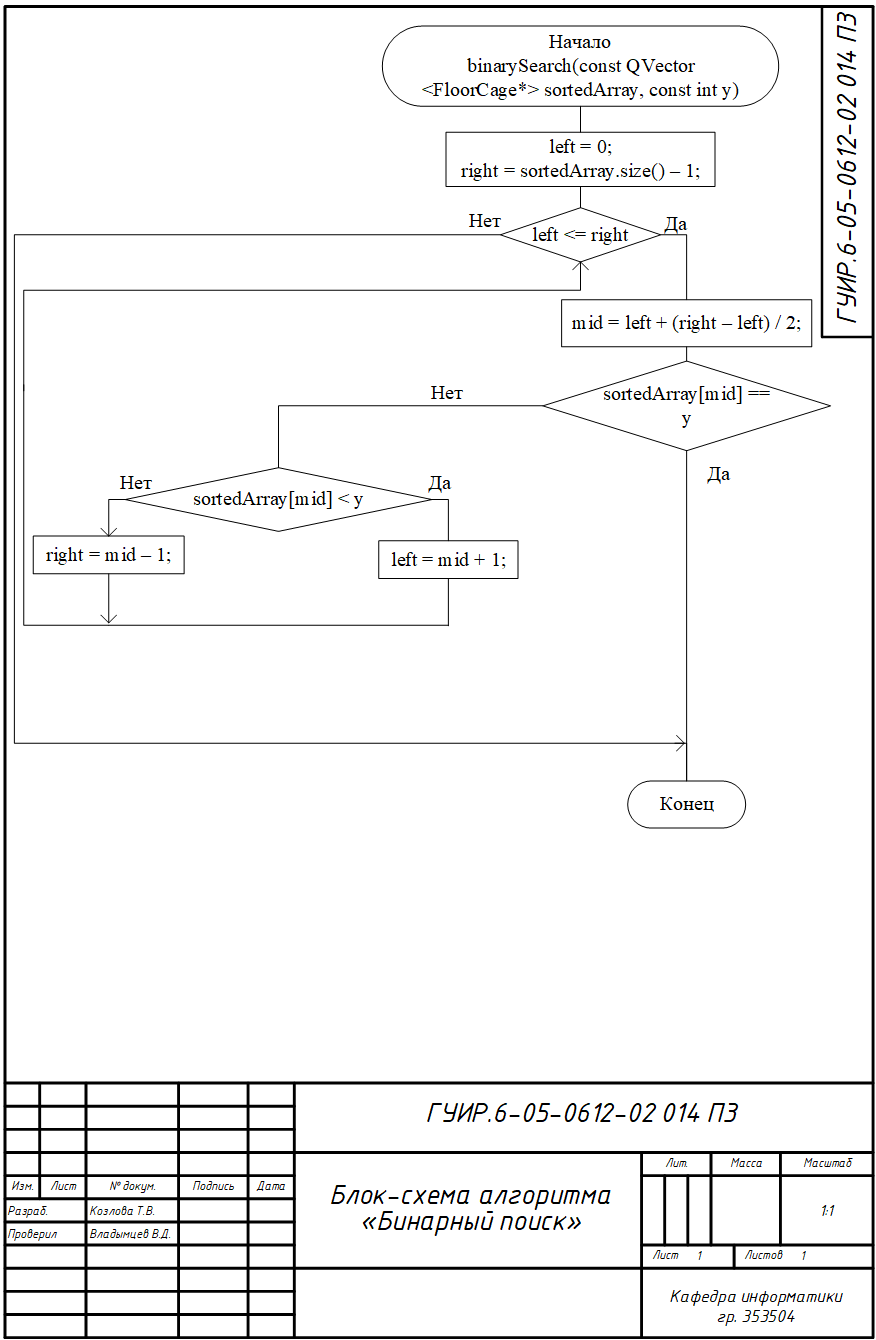 Начало
binarySearch(const QVector
<FloorCage*> sortedArray, const int y)
ГУИР.6-05-0612-02 014 ПЗ
left = 0;
right = sortedArray.size() – 1;
Нет
left <= right
Да
mid = left + (right – left) / 2;
Нет
sortedArray[mid] ==
y
Да
Нет
sortedArray[mid] < y
Да
right = mid – 1;
left = mid + 1;
Конец
ГУИР.6-05-0612-02 014 ПЗ
Лит. Масса Масштаб
Изм. Лист № докум. Подпись Дата
Разраб. Козлова Т.В.
Проверил Владымцев В.Д.
Блок-схема алгоритма
«Бинарный поиск»
1:1
Лист 1 Листов 1
Кафедра информатики
гр. 353504